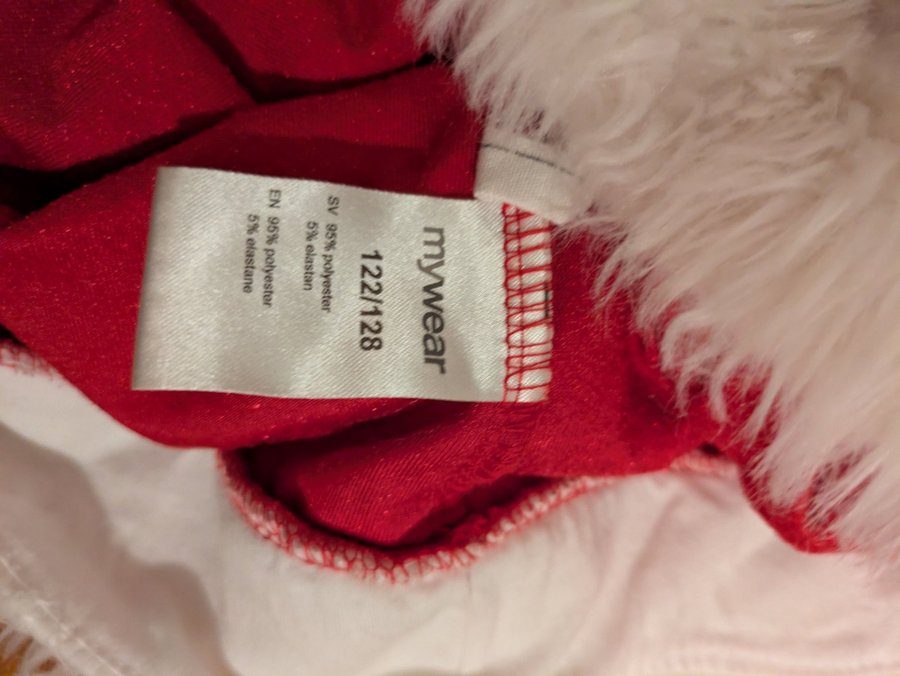 mywear
122/128
SV 95% polyester
5% elastan
EN 95% polyester
5% elastane